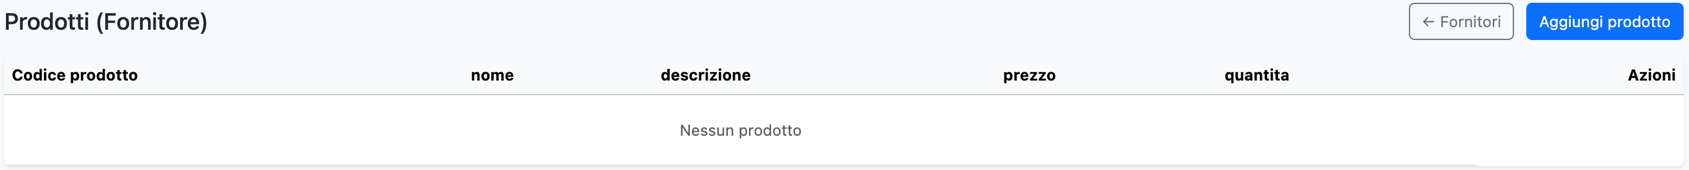 Prodotti (Fornitore) ← Fornitori Aggiungi prodotto
Codice prodotto nome descrizione prezzo quantita Azioni
Nessun prodotto